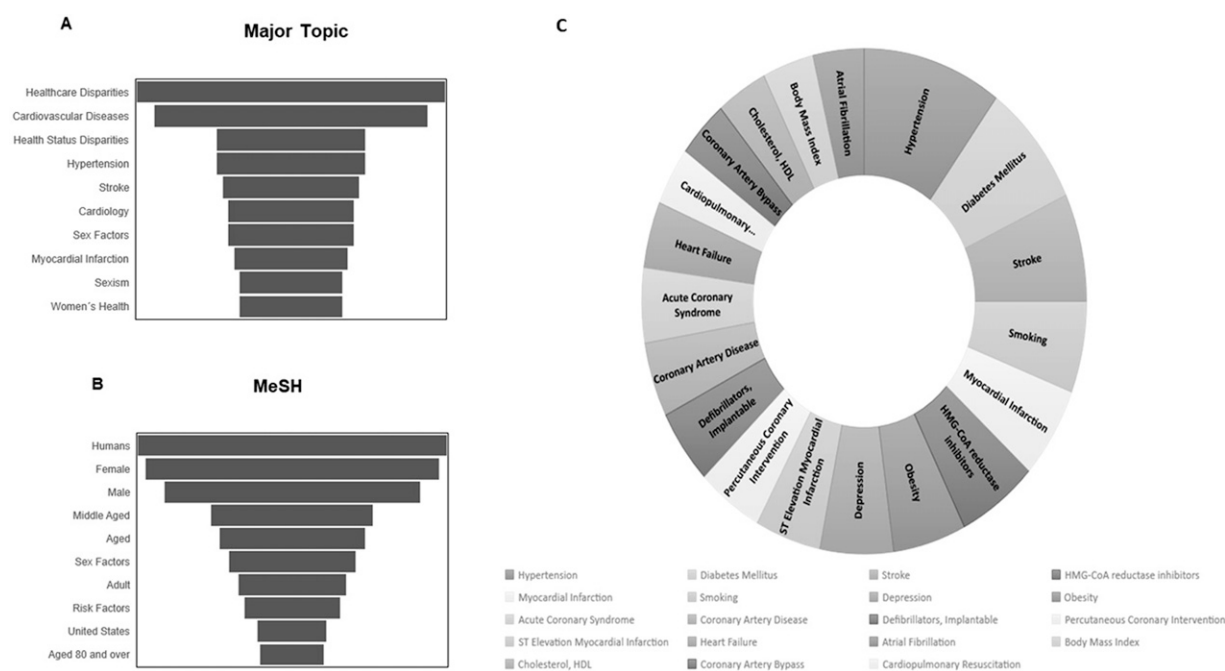 A
Major Topic
Healthcare Disparities
Cardiovascular Diseases
Health Status Disparities
Hypertension
Stroke
Cardiology
Sex Factors
Myocardial Infarction
Sexism
Women´s Health
B
MeSH
Humans
Female
Male
Middle Aged
Aged
Sex Factors
Adult
Risk Factors
United States
Aged 80 and over
C
Hypertension
Diabetes Mellitus
Stroke
Smoking
Myocardial Infarction
HMG-CoA reductase
inhibitors
Obesity
Depression
ST Elevation Myocardial
Infarction
Percutaneous Coronary
Intervention
Defibrillators,
Implantable
Coronary Artery Disease
Acute Coronary
Syndrome
Heart Failure
Cardiopulmonary
...
Coronary Artery Bypass
Cholesterol, HDL
Body Mass Index
Atrial Fibrillation
Hypertension Diabetes Mellitus Stroke HMG-CoA reductase inhibitors
Myocardial Infarction Smoking Depression Obesity
Acute Coronary Syndrome Coronary Artery Disease Defibrillators, Implantable Percutaneous Coronary Intervention
ST Elevation Myocardial Infarction Heart Failure Atrial Fibrillation Body Mass Index
Cholesterol, HDL Coronary Artery Bypass Cardiopulmonary Resuscitation